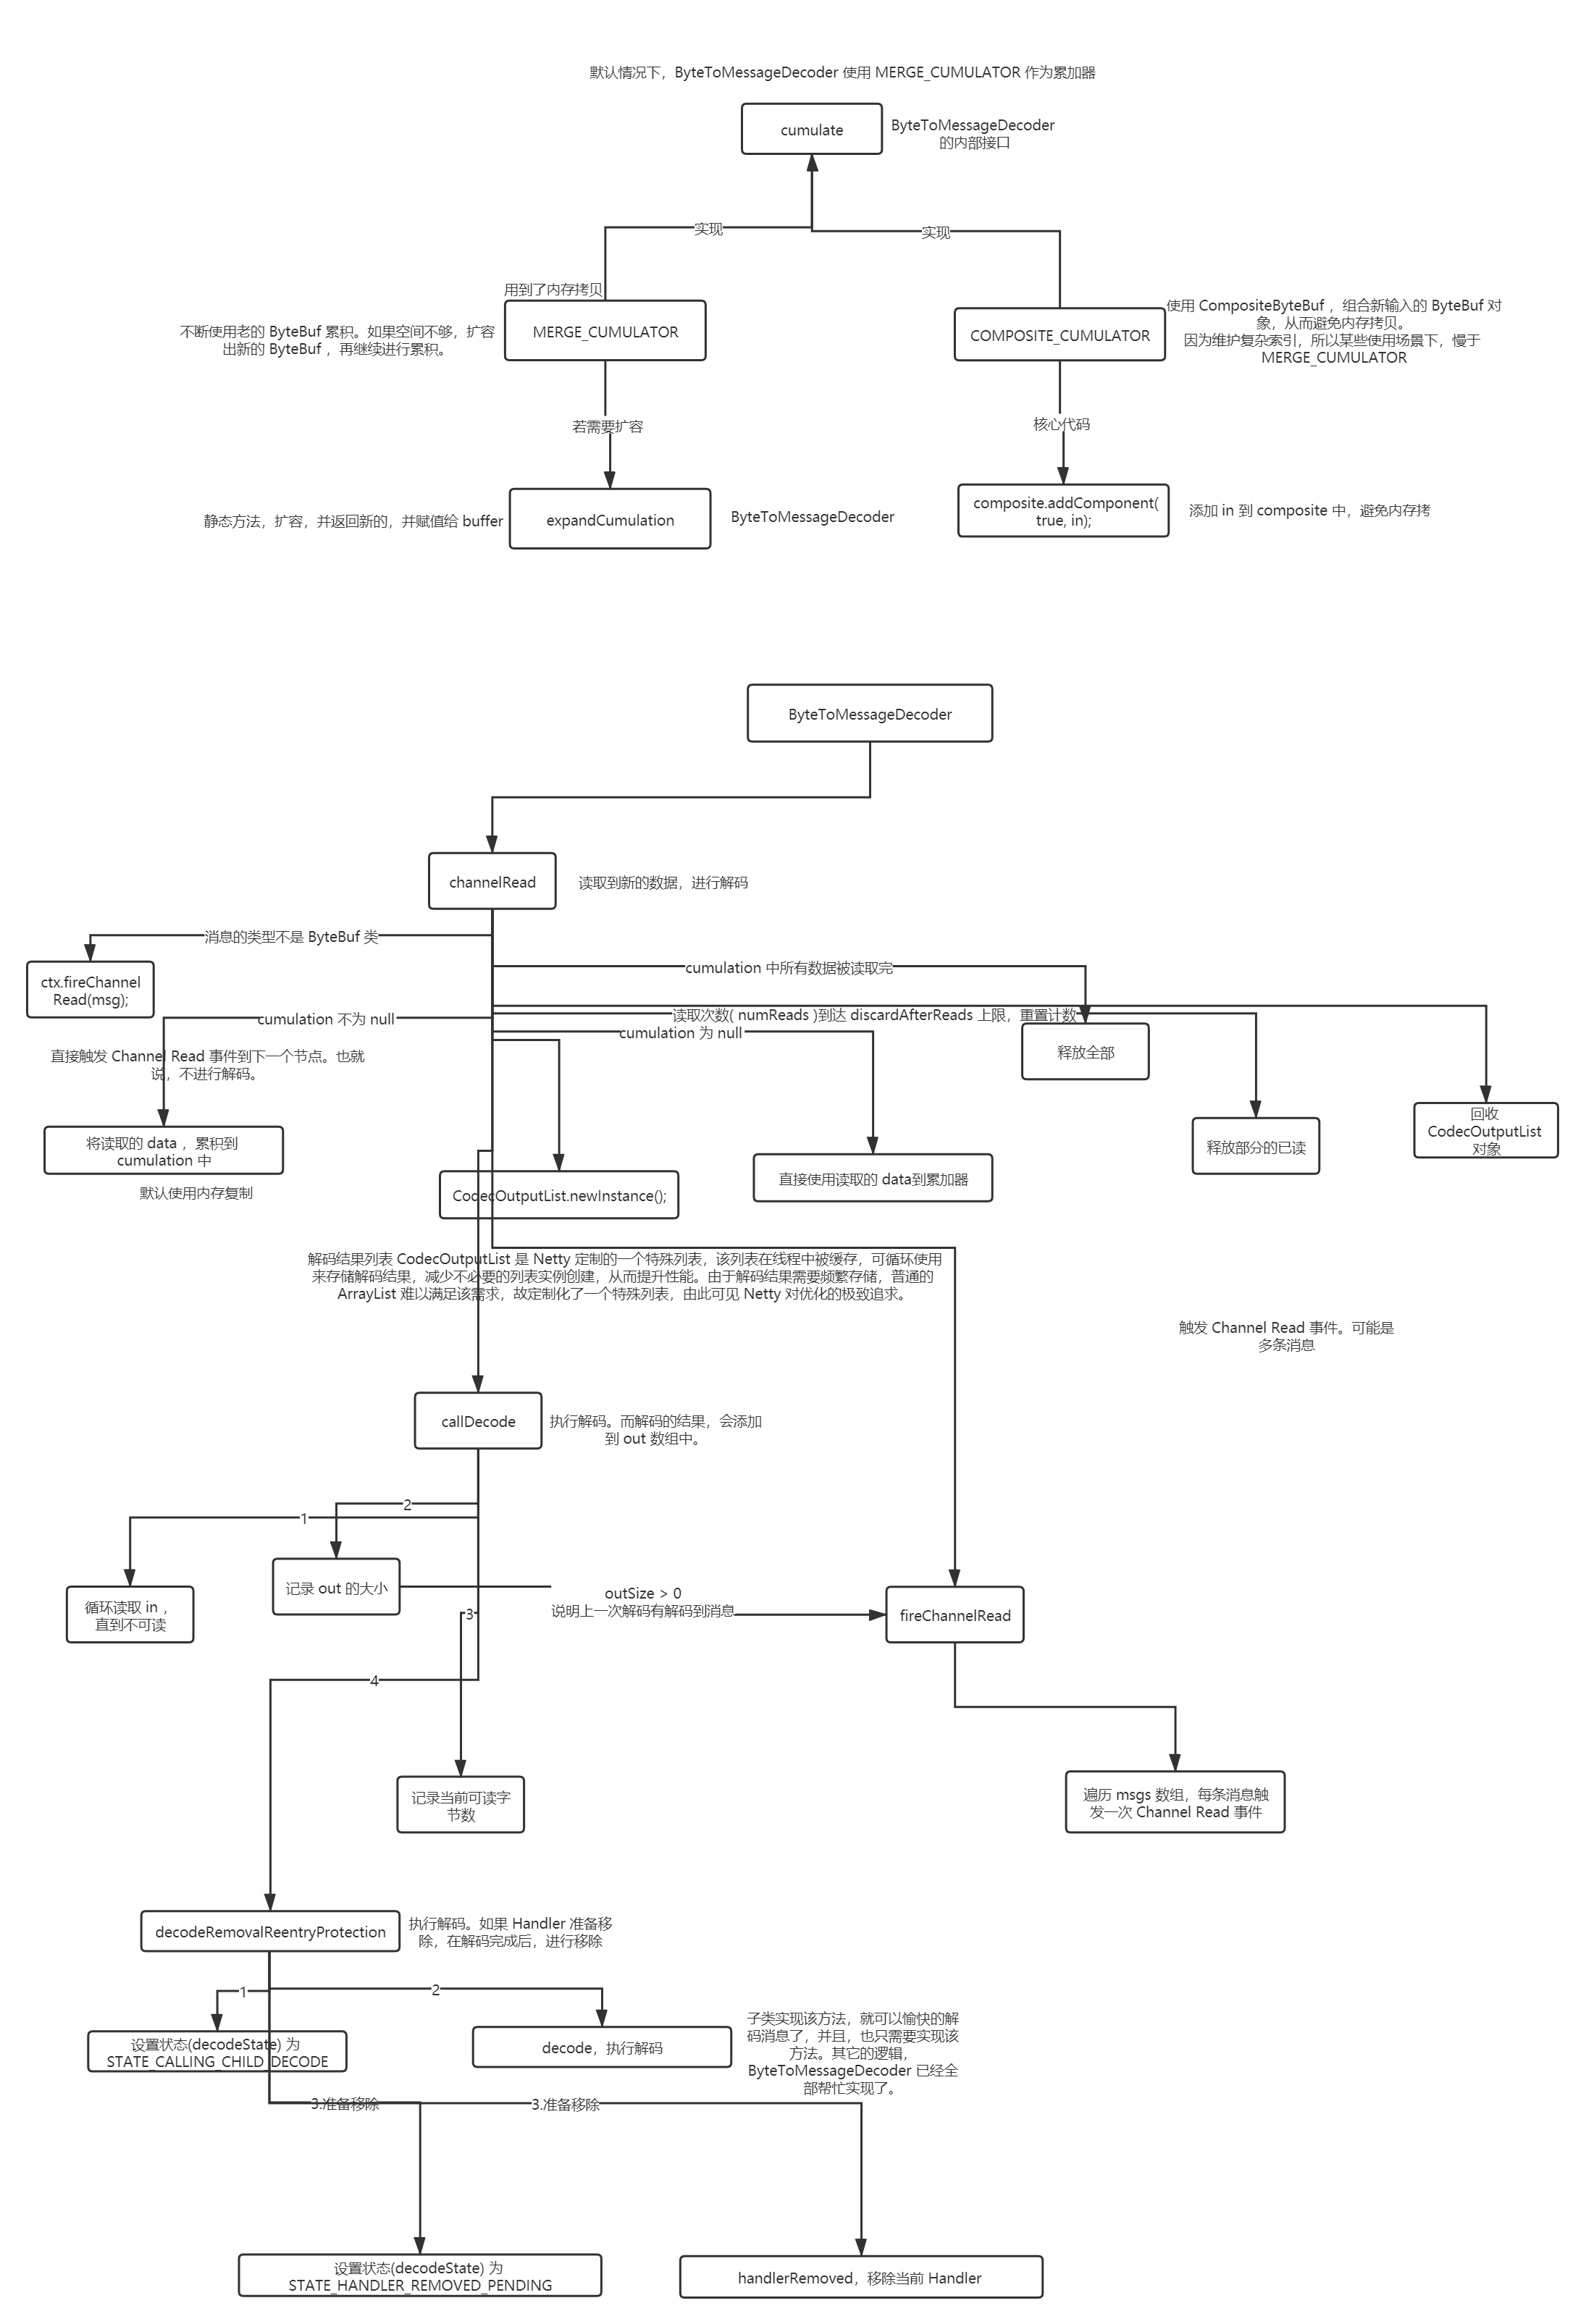 默认情况下，ByteToMessageDecoder 使用 MERGE_CUMULATOR 作为累加器
cumulate
ByteToMessageDecoder
的内部接口
实现
实现
用到了内存拷贝
不断使用老的 ByteBuf 累积。如果空间不够，扩容
出新的 ByteBuf ，再继续进行累积。
MERGE_CUMULATOR
COMPOSITE_CUMULATOR
使用 CompositeByteBuf ，组合新输入的 ByteBuf 对
象，从而避免内存拷贝。
因为维护复杂索引，所以某些使用场景下，慢于
MERGE_CUMULATOR
若需要扩容
核心代码
静态方法，扩容，并返回新的，并赋值给 buffer
expandCumulation
ByteToMessageDecoder
composite.addComponent(
true, in);
添加 in 到 composite 中，避免内存拷
ByteToMessageDecoder
channelRead
读取到新的数据，进行解码
消息的类型不是 ByteBuf 类
ctx.fireChannel
Read(msg);
cumulation 中所有数据被读取完
cumulation 不为 null
读取次数( numReads )到达 discardAfterReads 上限，重置计数
cumulation 为 null
释放全部
直接触发 Channel Read 事件到下一个节点。也就
说，不进行解码。
将读取的 data ，累积到
cumulation 中
默认使用内存复制
CodecOutputList.newInstance();
直接使用读取的 data到累加器
释放部分的已读
回收
CodecOutputList
对象
解码结果列表 CodecOutputList 是 Netty 定制的一个特殊列表，该列表在线程中被缓存，可循环使用
来存储解码结果，减少不必要的列表实例创建，从而提升性能。由于解码结果需要频繁存储，普通的
ArrayList 难以满足该需求，故定制化了一个特殊列表，由此可见 Netty 对优化的极致追求。
触发 Channel Read 事件。可能是
多条消息
callDecode
执行解码。而解码的结果，会添加
到 out 数组中。
2
1
记录 out 的大小
循环读取 in ，
直到不可读
outSize > 0
说明上一次解码有解码到消息
3
fireChannelRead
4
记录当前可读字
节数
遍历 msgs 数组，每条消息触
发一次 Channel Read 事件
decodeRemovalReentryProtection
执行解码。如果 Handler 准备移
除，在解码完成后，进行移除
1
2
设置状态(decodeState) 为
STATE_CALLING_CHILD_DECODE
decode，执行解码
子类实现该方法，就可以愉快的解
码消息了，并且，也只需要实现该
方法。其它的逻辑，
ByteToMessageDecoder 已经全
部帮忙实现了。
3.准备移除
3.准备移除
设置状态(decodeState) 为
STATE_HANDLER_REMOVED_PENDING
handlerRemoved，移除当前 Handler